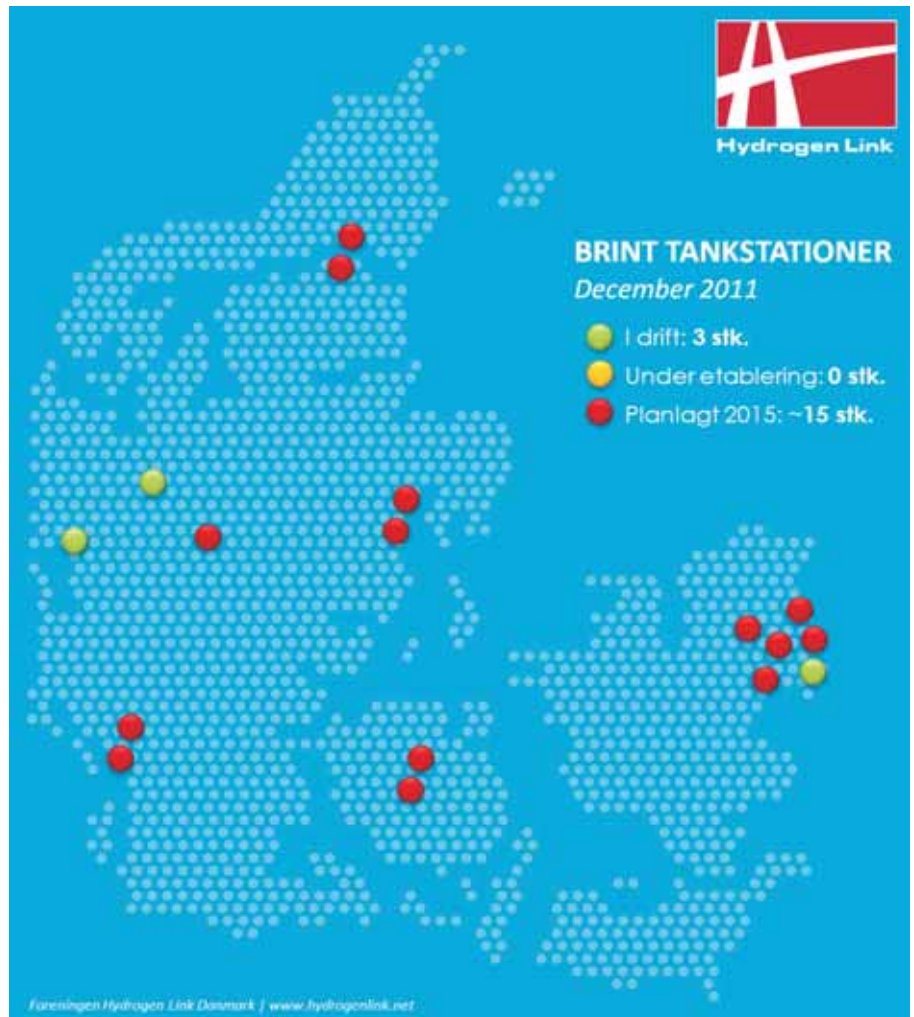 Hydrogen Link
BRINT TANKSTATIONER
December 2011
I drift: 3 stk.
Under etablering: 0 stk.
Planlagt 2015: ~15 stk.
Foreningen Hydrogen Link Danmark | www.hydrogenlink.net